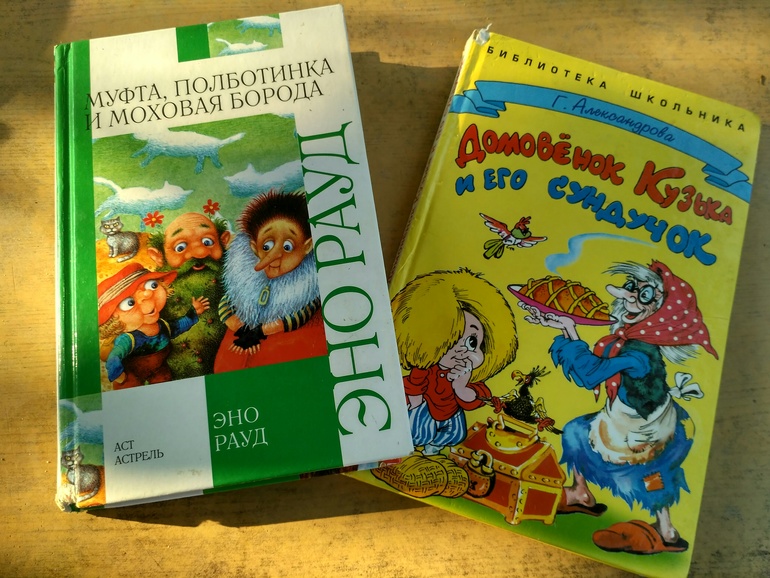 МУФТА, ПОЛБОТИНКА
И МОХОВАЯ БОРОДА
ЭНО РАУД
ЭНО
РАУД
АСТ
АСТРЕЛЬ
БИБЛИОТЕКА ШКОЛЬНИКА
Г. Александрова
ДОМОВЁНОК КУЗЬКА
И ЕГО СУНДУЧОК